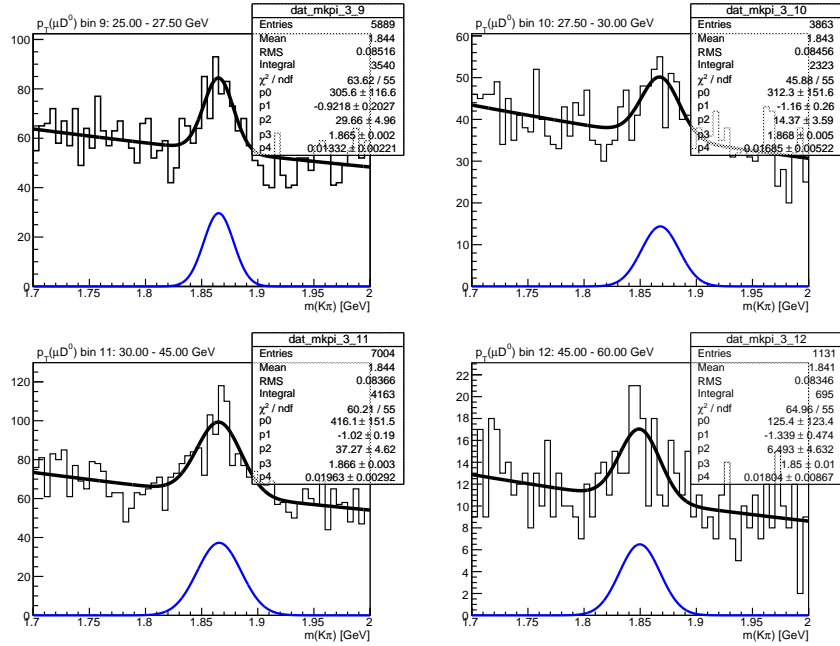 p_T(μD⁰) bin 9: 25.00 - 27.50 GeV
dat_mkpi_3_9
Entries 5889
Mean 1.844
RMS 0.08516
Integral 3540
χ² / ndf 63.62 / 55
p0 305.6 ± 116.6
p1 -0.9218 ± 0.2027
p2 29.66 ± 4.96
p3 1.865 ± 0.002
p4 0.01332 ± 0.00221
100
80
60
40
20
0
1.7 1.75 1.8 1.85 1.9 1.95 2
m(Kπ) [GeV]
p_T(μD⁰) bin 10: 27.50 - 30.00 GeV
dat_mkpi_3_10
Entries 3863
Mean 1.843
RMS 0.08456
Integral 2323
χ² / ndf 45.88 / 55
p0 312.3 ± 151.6
p1 -1.16 ± 0.26
p2 14.37 ± 3.59
p3 1.868 ± 0.005
p4 0.01685 ± 0.00522
60
50
40
30
20
10
0
1.7 1.75 1.8 1.85 1.9 1.95 2
m(Kπ) [GeV]
p_T(μD⁰) bin 11: 30.00 - 45.00 GeV
dat_mkpi_3_11
Entries 7004
Mean 1.844
RMS 0.08366
Integral 4163
χ² / ndf 60.21 / 55
p0 416.1 ± 151.5
p1 -1.02 ± 0.19
p2 37.27 ± 4.62
p3 1.866 ± 0.003
p4 0.01963 ± 0.00292
120
100
80
60
40
20
0
1.7 1.75 1.8 1.85 1.9 1.95 2
m(Kπ) [GeV]
p_T(μD⁰) bin 12: 45.00 - 60.00 GeV
dat_mkpi_3_12
Entries 1131
Mean 1.841
RMS 0.08346
Integral 695
χ² / ndf 64.96 / 55
p0 125.4 ± 123.4
p1 -1.339 ± 0.474
p2 6.493 ± 4.632
p3 1.85 ± 0.01
p4 0.01804 ± 0.00867
22
20
18
16
14
12
10
8
6
4
2
0
1.7 1.75 1.8 1.85 1.9 1.95 2
m(Kπ) [GeV]